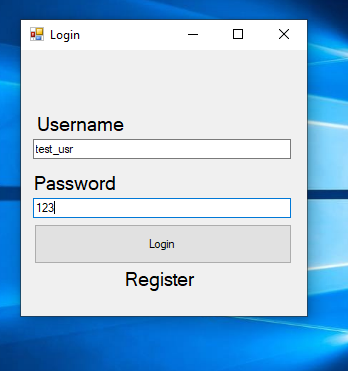 Login
Username
test_usr
Password
123
Login
Register